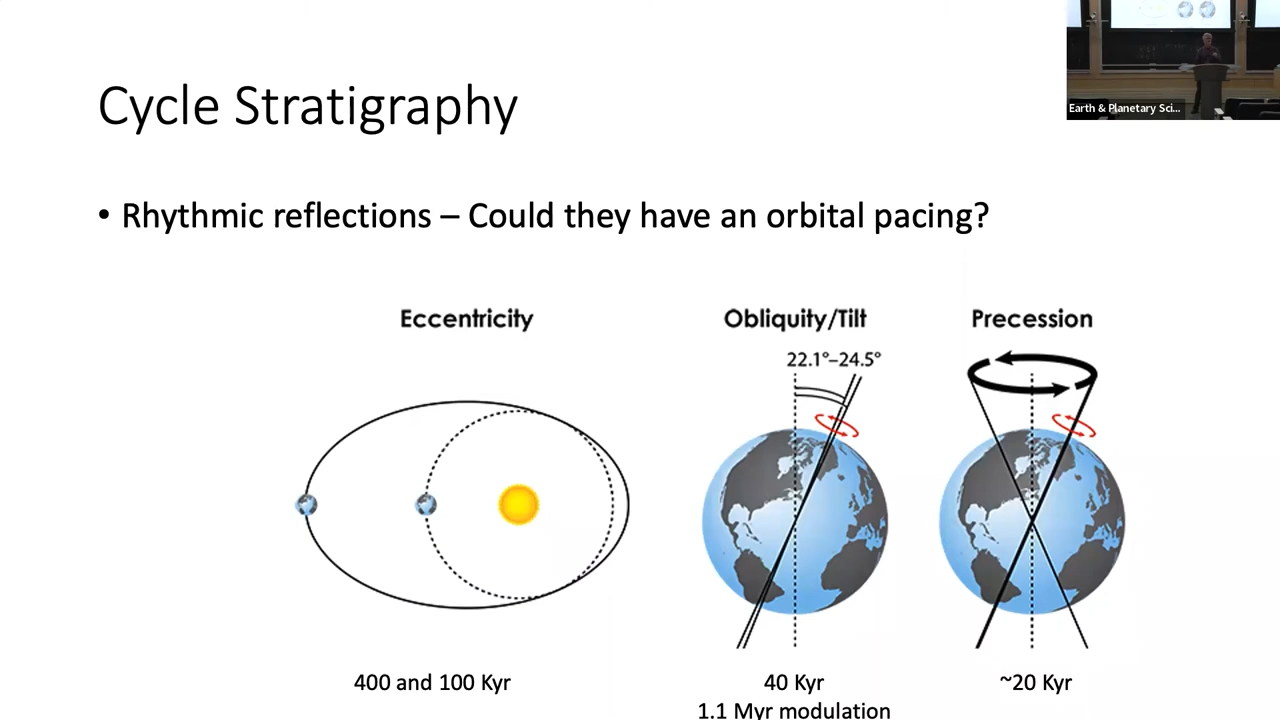 Cycle Stratigraphy
Earth & Planetary Sci...
• Rhythmic reflections – Could they have an orbital pacing?
Eccentricity
Obliquity/Tilt
Precession
22.1°–24.5°
400 and 100 Kyr
40 Kyr
1.1 Myr modulation
~20 Kyr